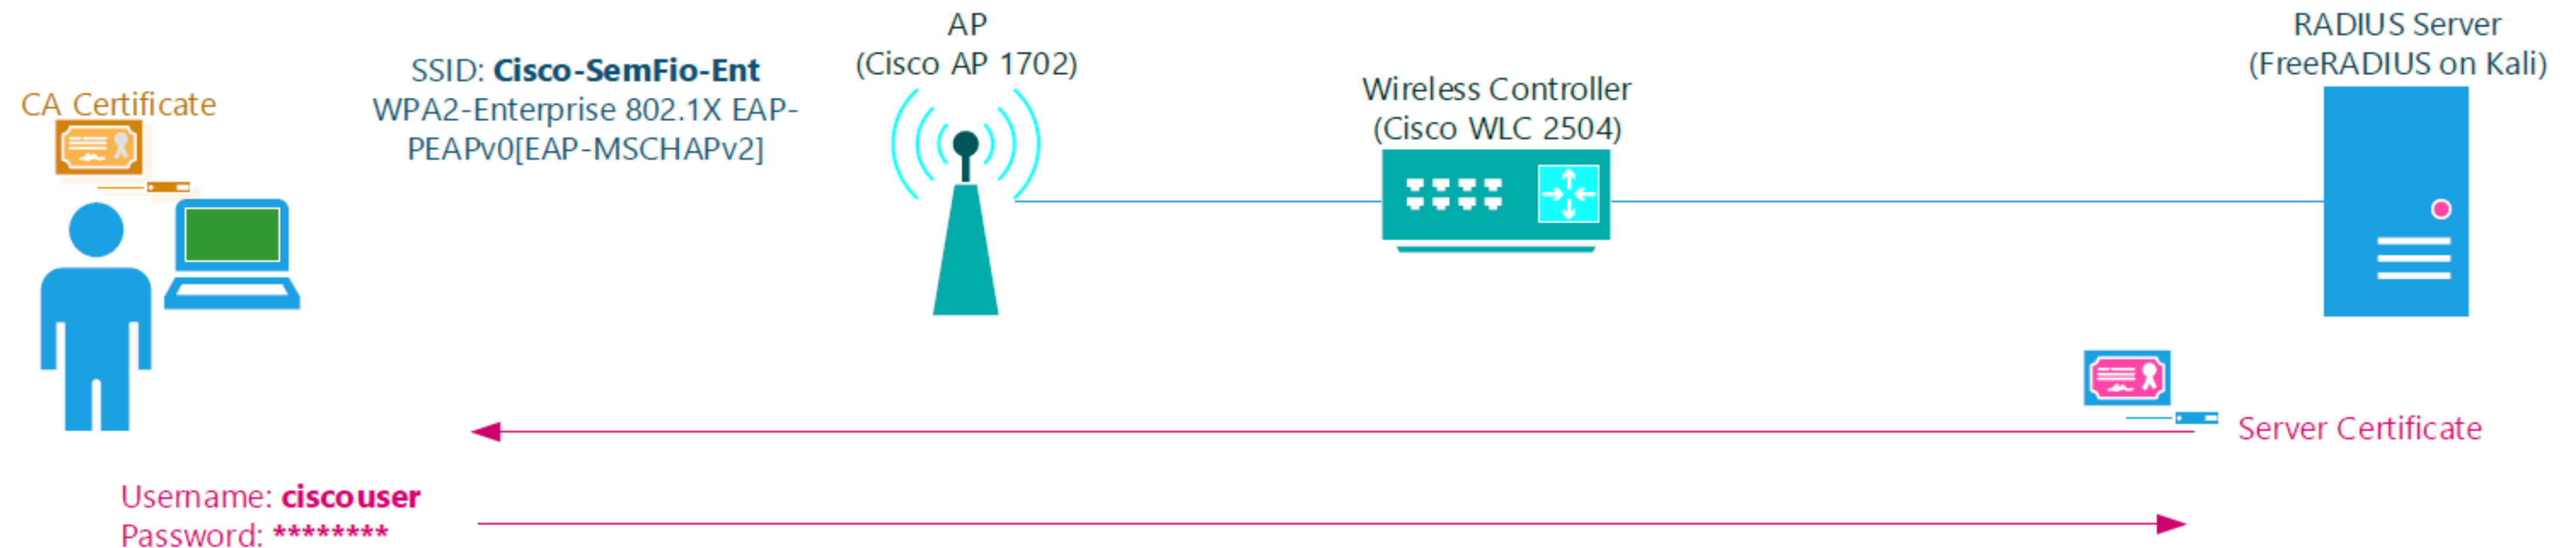 AP
(Cisco AP 1702)
RADIUS Server
(FreeRADIUS on Kali)
SSID: Cisco-SemFio-Ent
WPA2-Enterprise 802.1X EAP-
PEAPv0[EAP-MSCHAPv2]
Wireless Controller
(Cisco WLC 2504)
CA Certificate
Server Certificate
Username: ciscouser
Password: ********